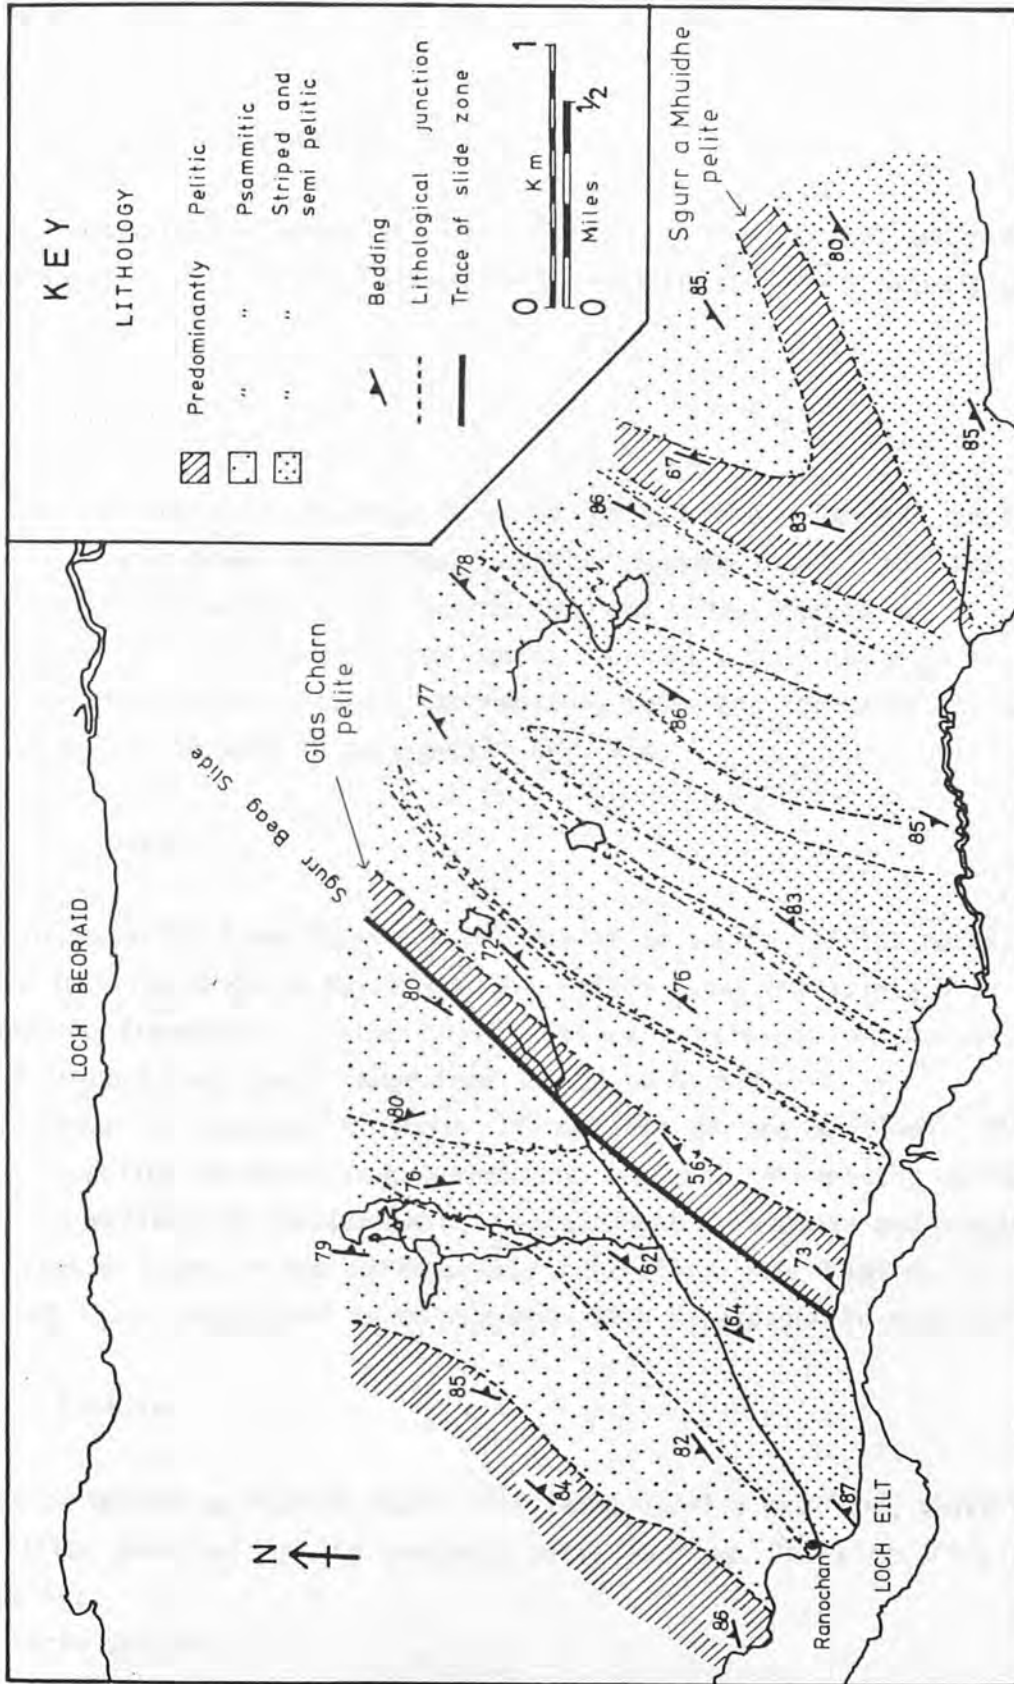 KEY
LITHOLOGY
Predominantly Pelitic
" Psammitic
" Striped and
semi pelitic
Bedding
Lithological junction
Trace of slide zone
0 Km 1
0 Miles 1/2
LOCH BEORAID
N
Sgurr Beag Slide
Glas Charn
pelite
Sgurr a Mhuidhe
pelite
79
76
80
80
72
77
78
86
67
85
83
80
85
86
85
83
76
56
73
62
64
82
85
84
86
87
Ranochan
LOCH EILT